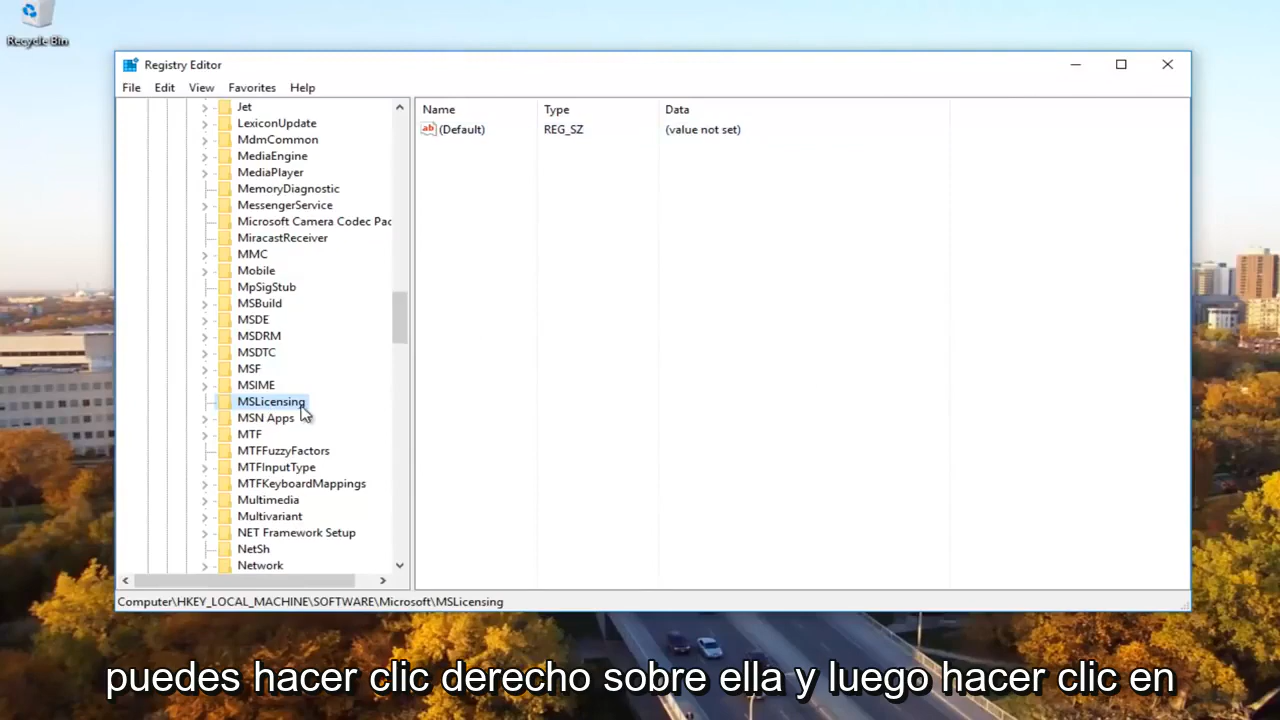 Recycle Bin
Registry Editor
File Edit View Favorites Help
Jet
LexiconUpdate
MdmCommon
MediaEngine
MediaPlayer
MemoryDiagnostic
MessengerService
Microsoft Camera Codec Pac
MiracastReceiver
MMC
Mobile
MpSigStub
MSBuild
MSDE
MSDRM
MSDTC
MSF
MSIME
MSLicensing
MSN Apps
MTF
MTFFuzzyFactors
MTFInputType
MTFKeyboardMappings
Multimedia
Multivariant
NET Framework Setup
NetSh
Network
Name Type Data
ab (Default) REG_SZ (value not set)
Computer\HKEY_LOCAL_MACHINE\SOFTWARE\Microsoft\MSLicensing
puedes hacer clic derecho sobre ella y luego hacer clic en